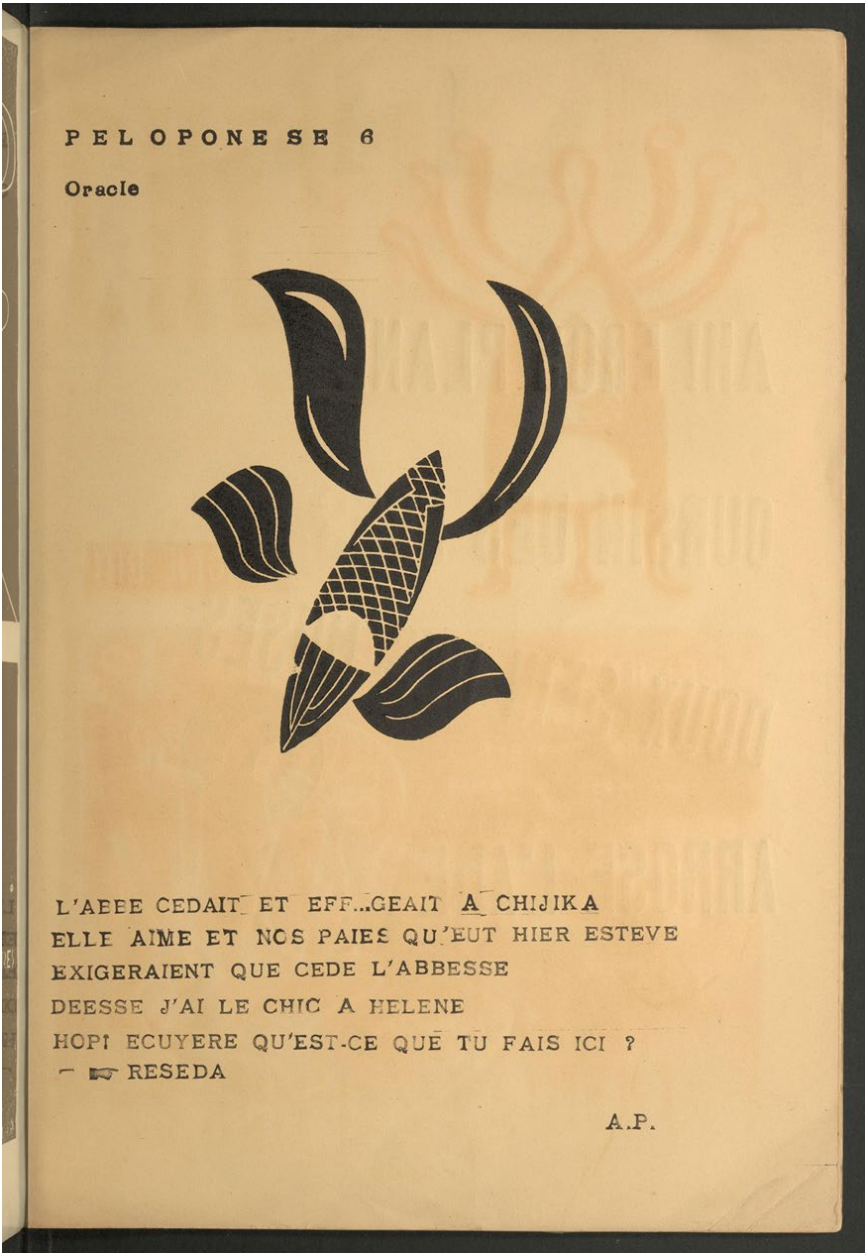 PELOPONESE 6
Oracle
L'ABBE CEDAIT ET EFF...GEAIT A CHIJIKA
ELLE AIME ET NOS PAIES QU'EUT HIER ESTEVE
EXIGERAIENT QUE CEDE L'ABBESSE
DEESSE J'AI LE CHIC A HELENE
HOP! ECUYERE QU'EST-CE QUE TU FAIS ICI ?
– ☛ RESEDA
A.P.